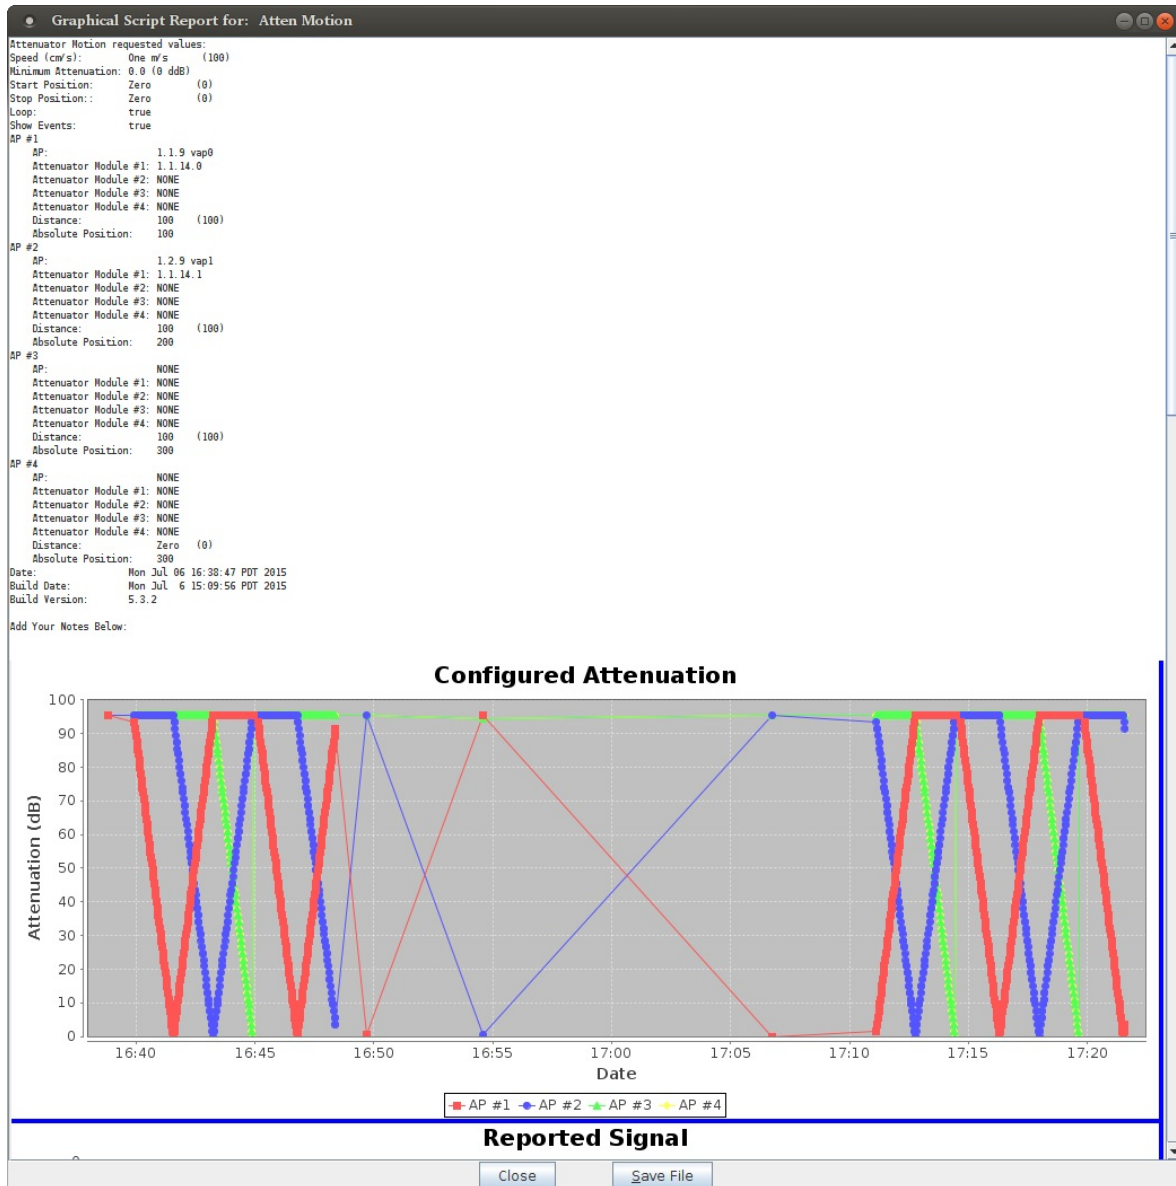 Graphical Script Report for: Atten Motion
Attenuator Motion requested values:
Speed (cm/s): One m/s (100)
Minimum Attenuation: 0.0 (0 ddB)
Start Position: Zero (0)
Stop Position:: Zero (0)
Loop: true
Show Events: true
AP #1
AP: 1.1.9 vap0
Attenuator Module #1: 1.1.14.0
Attenuator Module #2: NONE
Attenuator Module #3: NONE
Attenuator Module #4: NONE
Distance: 100 (100)
Absolute Position: 100
AP #2
AP: 1.2.9 vap1
Attenuator Module #1: 1.1.14.1
Attenuator Module #2: NONE
Attenuator Module #3: NONE
Attenuator Module #4: NONE
Distance: 100 (100)
Absolute Position: 200
AP #3
AP: NONE
Attenuator Module #1: NONE
Attenuator Module #2: NONE
Attenuator Module #3: NONE
Attenuator Module #4: NONE
Distance: 100 (100)
Absolute Position: 300
AP #4
AP: NONE
Attenuator Module #1: NONE
Attenuator Module #2: NONE
Attenuator Module #3: NONE
Attenuator Module #4: NONE
Distance: Zero (0)
Absolute Position: 300
Date: Mon Jul 06 16:38:47 PDT 2015
Build Date: Mon Jul 6 15:09:56 PDT 2015
Build Version: 5.3.2
Add Your Notes Below:
Configured Attenuation
100
90
80
70
60
50
40
30
20
10
0
Attenuation (dB)
16:40 16:45 16:50 16:55 17:00 17:05 17:10 17:15 17:20
Date
AP #1 AP #2 AP #3 AP #4
Reported Signal
Close Save File